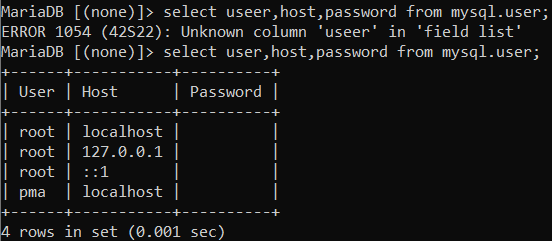 MariaDB [(none)]> select useer,host,password from mysql.user;
ERROR 1054 (42S22): Unknown column 'useer' in 'field list'
MariaDB [(none)]> select user,host,password from mysql.user;
+------+-----------+----------+
| User | Host      | Password |
+------+-----------+----------+
| root | localhost |          |
| root | 127.0.0.1 |          |
| root | ::1       |          |
| pma  | localhost |          |
+------+-----------+----------+
4 rows in set (0.001 sec)